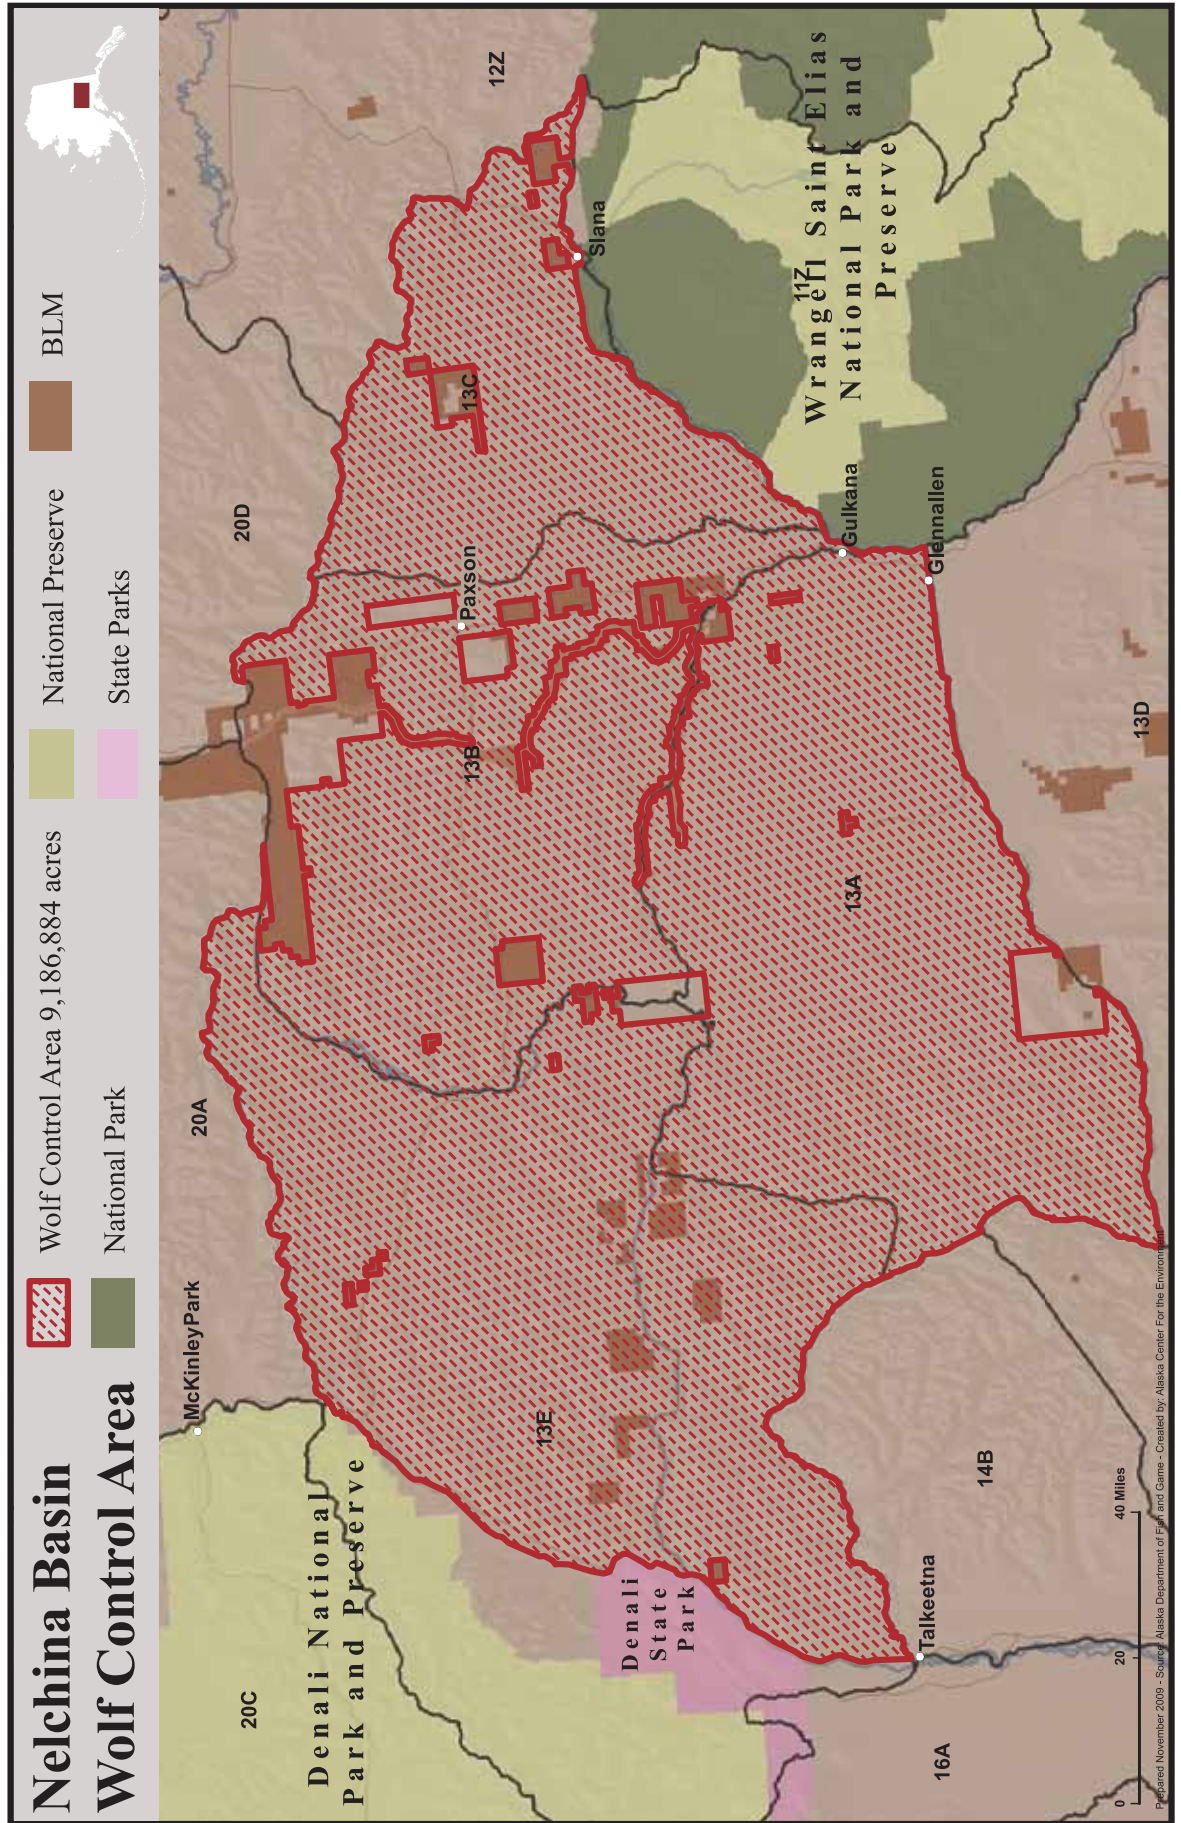 Nelchina Basin
Wolf Control Area
Wolf Control Area 9,186,884 acres
National Preserve
BLM
National Park
State Parks
McKinleyPark
20A
20D
12Z
20C
Denali National
Park and Preserve
13E
13B
Paxson
13C
Slana
Denali
State
Park
13A
Gulkana
Glennallen
11Z
Wrangell Saint Elias
National Park and
Preserve
Talkeetna
16A
14B
13D
0 20 40 Miles
Prepared November 2009 - Source: Alaska Department of Fish and Game - Created by: Alaska Center For the Environment